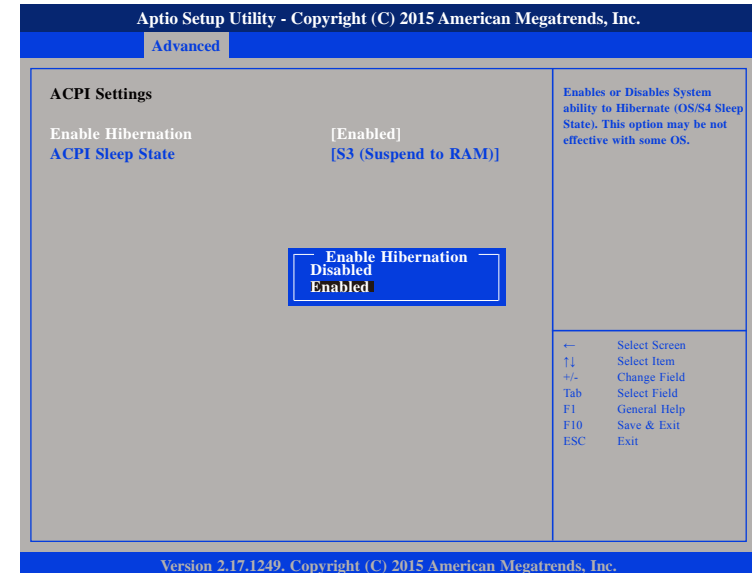 Aptio Setup Utility - Copyright (C) 2015 American Megatrends, Inc.
Advanced
ACPI Settings
Enable Hibernation [Enabled]
ACPI Sleep State [S3 (Suspend to RAM)]
Enable Hibernation
Disabled
Enabled
Enables or Disables System
ability to Hibernate (OS/S4 Sleep
State). This option may be not
effective with some OS.
← Select Screen
↑↓ Select Item
+/- Change Field
Tab Select Field
F1 General Help
F10 Save & Exit
ESC Exit
Version 2.17.1249. Copyright (C) 2015 American Megatrends, Inc.